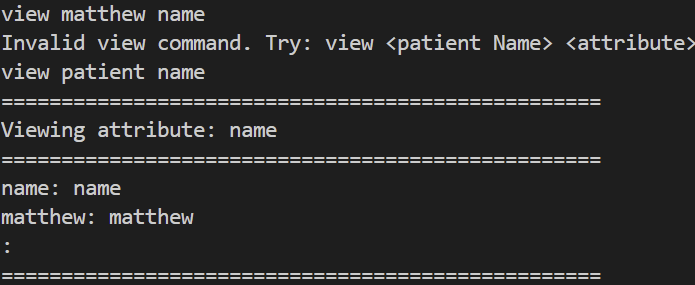 view matthew name
Invalid view command. Try: view <patient Name> <attribute>
view patient name
==================================================
Viewing attribute: name
==================================================
name: name
matthew: matthew
:
==================================================